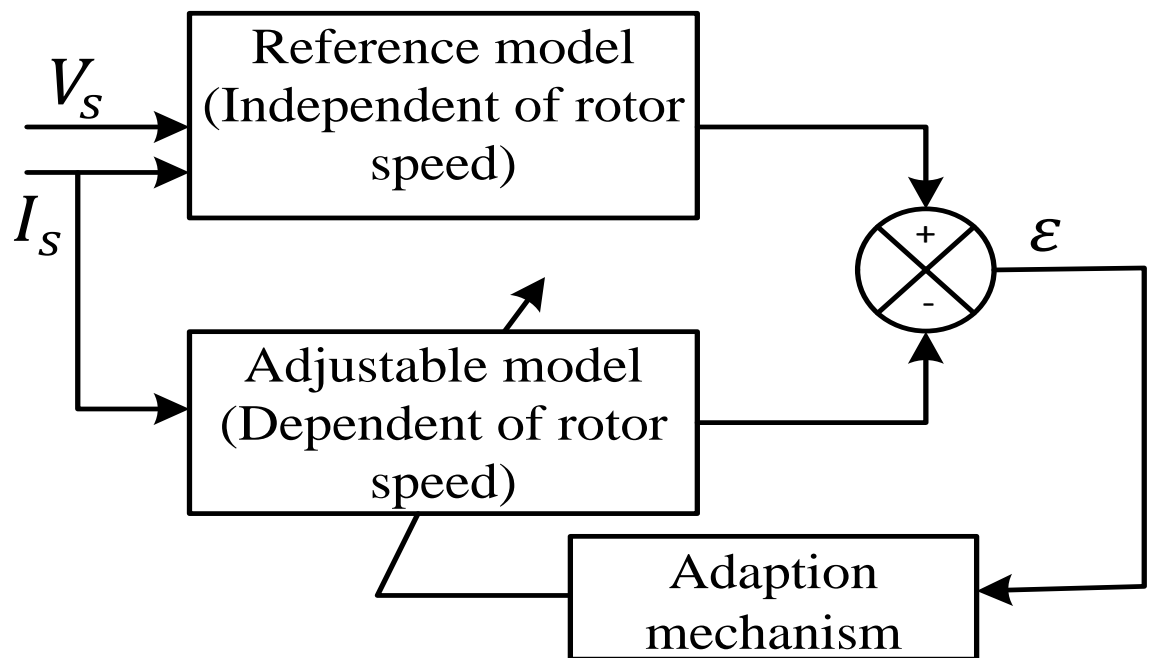 Reference model
(Independent of rotor
speed)
V_s
I_s
+
-
ε
Adjustable model
(Dependent of rotor
speed)
Adaption
mechanism